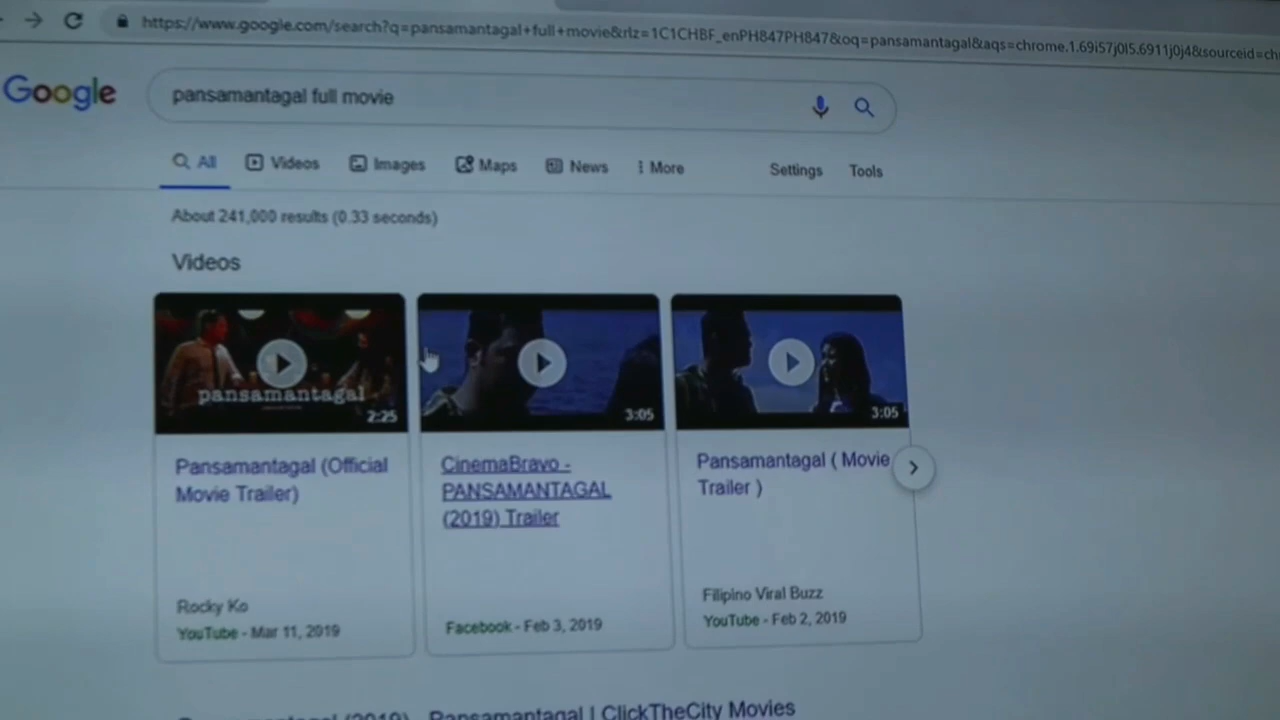 https://www.google.com/search?q=pansamantagal+full+movie&rlz=1C1CHBF_enPH847PH847&oq=pansamantagal&aqs=chrome.1.69i57j0l5.6911j0j4&sourceid=ch
Google
pansamantagal full movie
All Videos Images Maps News More Settings Tools
About 241,000 results (0.33 seconds)
Videos
pansamantagal
2:25
3:05
3:05
Pansamantagal (Official
Movie Trailer)
Rocky Ko
YouTube - Mar 11, 2019
CinemaBravo -
PANSAMANTAGAL
(2019) Trailer
Facebook - Feb 3, 2019
Pansamantagal ( Movie
Trailer )
Filipino Viral Buzz
YouTube - Feb 2, 2019
Pansamantagal (2019) - Pansamantagal | ClickTheCity Movies